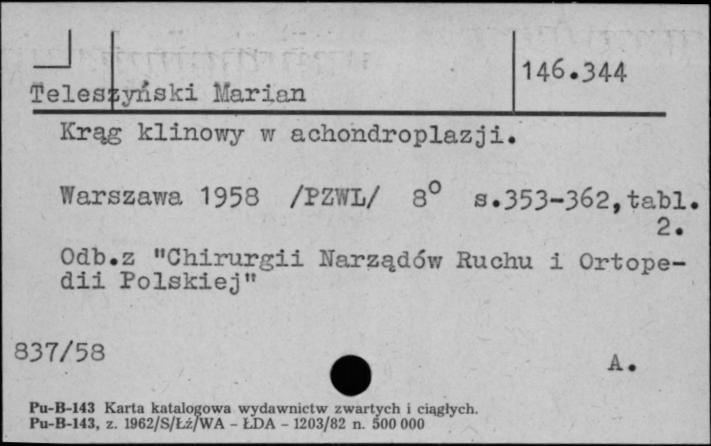 146.344
Teleszyński Marian
Krąg klinowy w achondroplazji.
Warszawa 1958 /PZWL/ 8° s.353-362,tabl.
2.
Odb.z "Chirurgii Narządów Ruchu i Ortope-
dii Polskiej"
837/58
A.
Pu-B-143 Karta katalogowa wydawnictw zwartych i ciągłych.
Pu-B-143, z. 1962/S/Łź/WA - ŁDA - 1203/82 n. 500 000